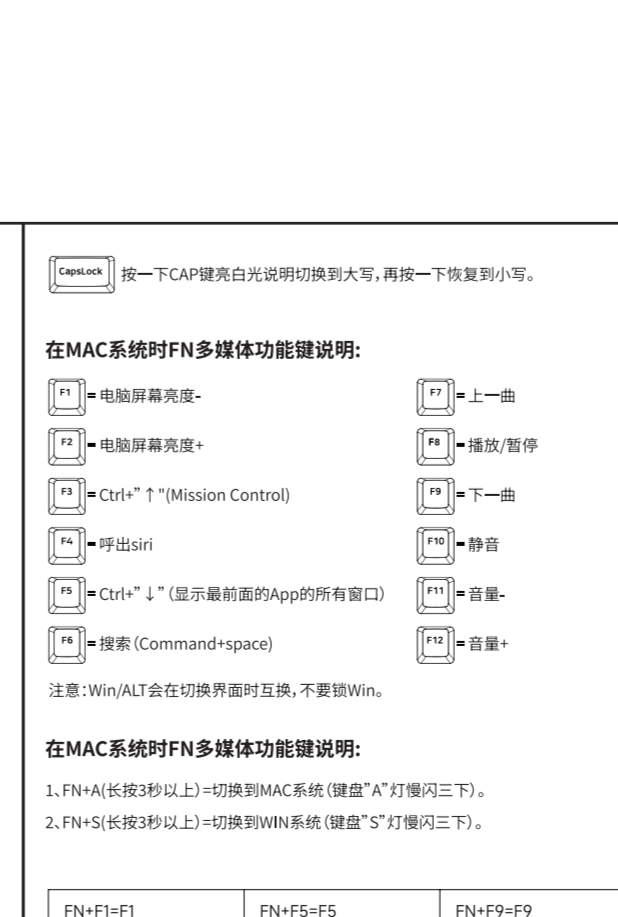 CapsLock 按一下CAP键亮白光说明切换到大写,再按一下恢复到小写。
在MAC系统时FN多媒体功能键说明:
F1 = 电脑屏幕亮度-
F7 = 上一曲
F2 = 电脑屏幕亮度+
F8 = 播放/暂停
F3 = Ctrl+”↑"(Mission Control)
F9 = 下一曲
F4 = 呼出siri
F10 = 静音
F5 = Ctrl+”↓”(显示最前面的App的所有窗口)
F11 = 音量-
F6 = 搜索(Command+space)
F12 = 音量+
注意:Win/ALT会在切换界面时互换,不要锁Win。
在MAC系统时FN多媒体功能键说明:
1、FN+A(长按3秒以上)=切换到MAC系统(键盘”A”灯慢闪三下)。
2、FN+S(长按3秒以上)=切换到WIN系统(键盘”S”灯慢闪三下)。
FN+F1=F1 FN+F5=F5 FN+F9=F9